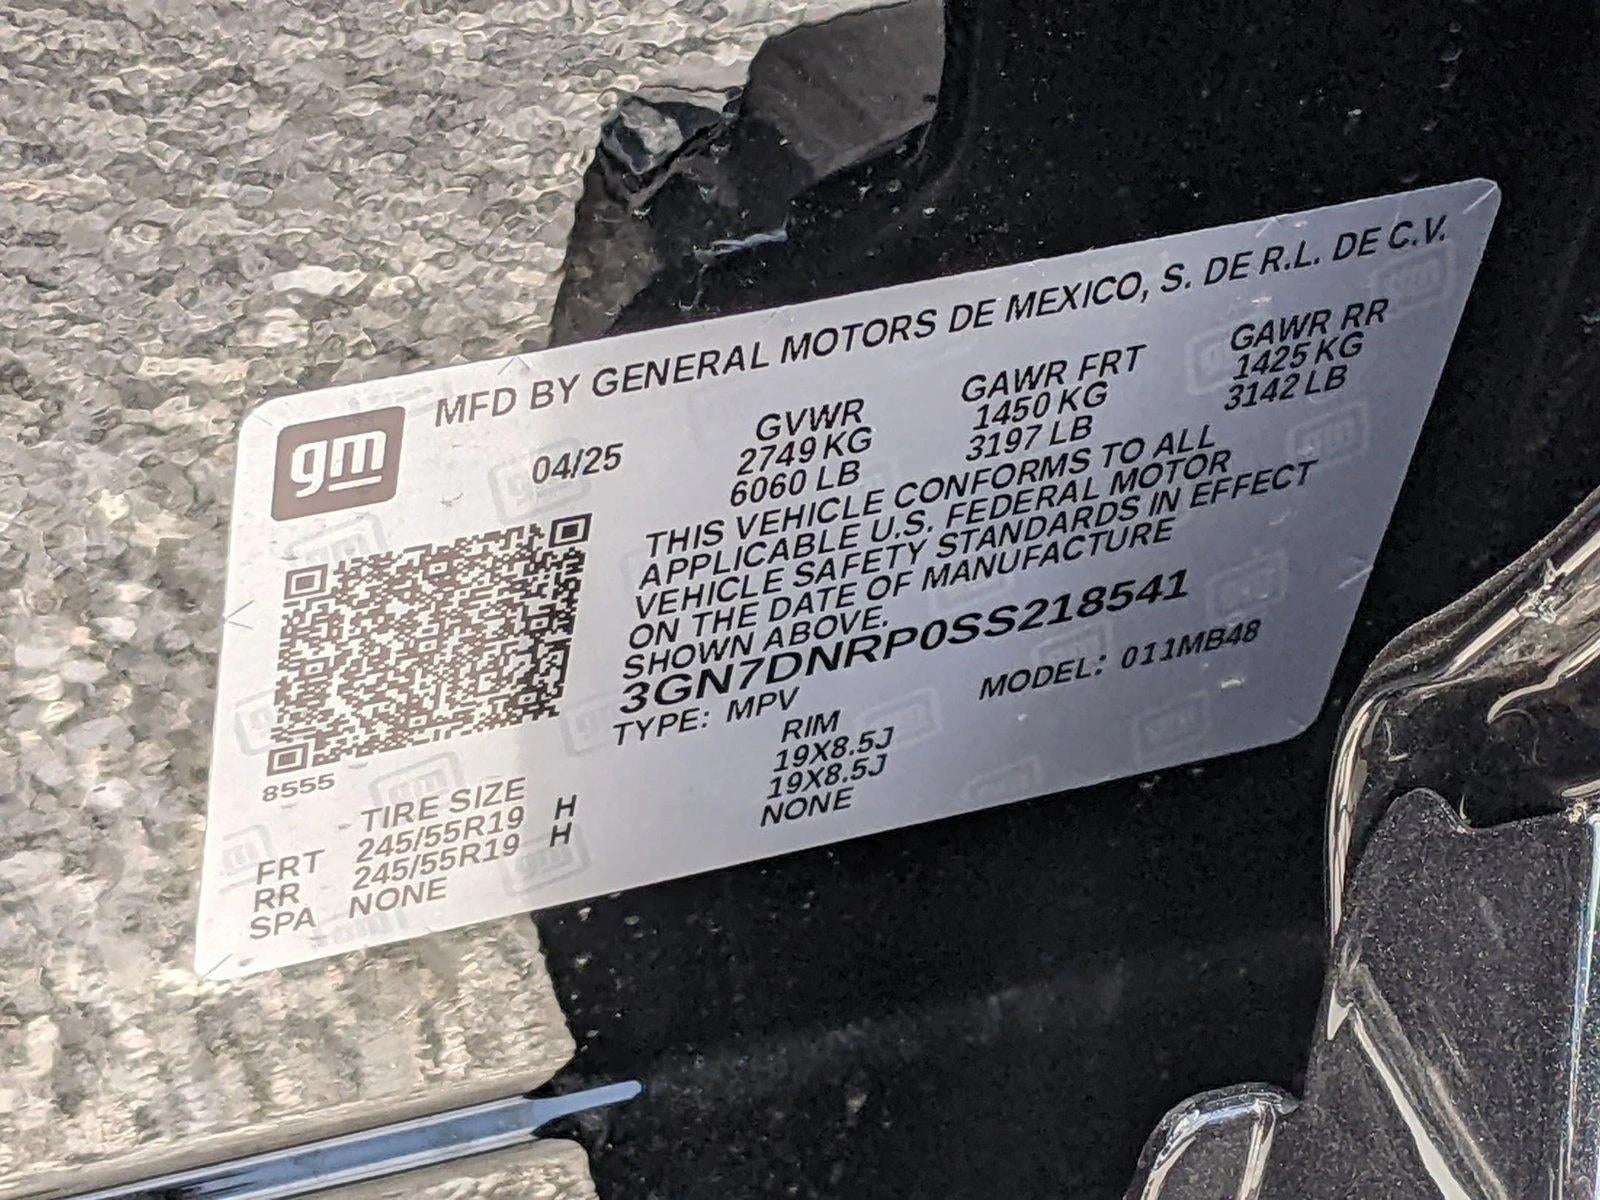 gm
MFD BY GENERAL MOTORS DE MEXICO, S. DE R.L. DE C.V.
04/25 GVWR GAWR FRT GAWR RR
2749 KG 1450 KG 1425 KG
6060 LB 3197 LB 3142 LB
THIS VEHICLE CONFORMS TO ALL
APPLICABLE U.S. FEDERAL MOTOR
VEHICLE SAFETY STANDARDS IN EFFECT
ON THE DATE OF MANUFACTURE
SHOWN ABOVE.
3GN7DNRP0SS218541
TYPE: MPV MODEL: 011MB48
8555
TIRE SIZE RIM
FRT 245/55R19 H 19X8.5J
RR 245/55R19 H 19X8.5J
SPA NONE NONE